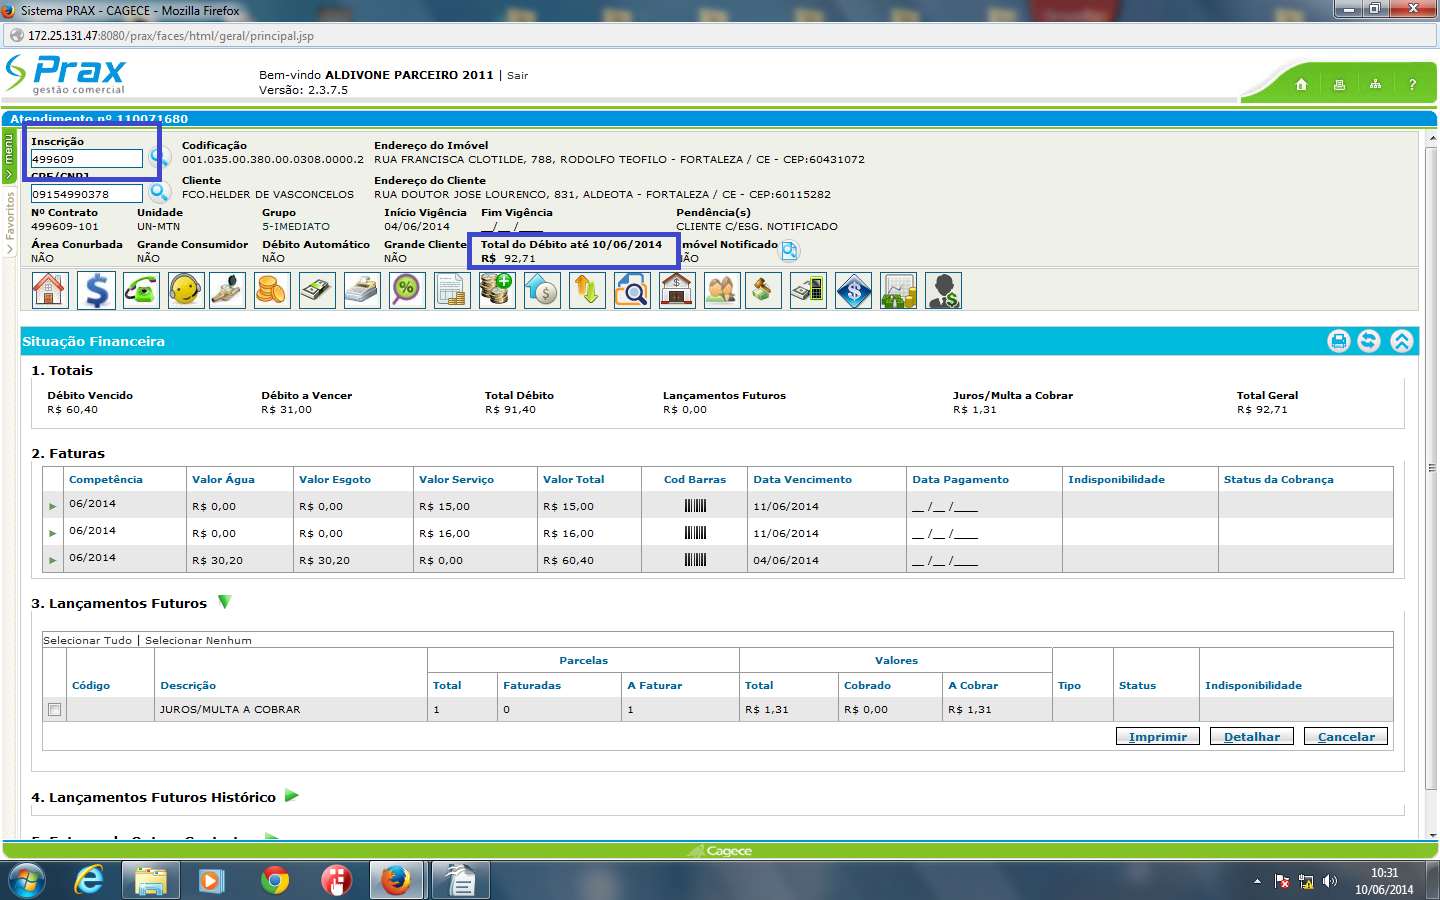 Sistema PRAX - CAGECE - Mozilla Firefox
172.25.131.47:8080/prax/faces/html/geral/principal.jsp
Prax
gestão comercial
Bem-vindo ALDIVONE PARCEIRO 2011 | Sair
Versão: 2.3.7.5
?
Atendimento nº 110071680
menu
Favoritos
Inscrição Codificação Endereço do Imóvel
499609 001.035.00.380.00.0308.0000.2 RUA FRANCISCA CLOTILDE, 788, RODOLFO TEOFILO - FORTALEZA / CE - CEP:60431072
CPF/CNPJ Cliente Endereço do Cliente
09154990378 FCO.HELDER DE VASCONCELOS RUA DOUTOR JOSE LOURENCO, 831, ALDEOTA - FORTALEZA / CE - CEP:60115282
Nº Contrato Unidade Grupo Início Vigência Fim Vigência Pendência(s)
499609-101 UN-MTN 5-IMEDIATO 04/06/2014 __/__ /____ CLIENTE C/ESG. NOTIFICADO
Área Conurbada Grande Consumidor Débito Automático Grande Cliente Total do Débito até 10/06/2014 Imóvel Notificado
NÃO NÃO NÃO NÃO R$ 92,71 NÃO
Situação Financeira
1. Totais
Débito Vencido Débito a Vencer Total Débito Lançamentos Futuros Juros/Multa a Cobrar Total Geral
R$ 60,40 R$ 31,00 R$ 91,40 R$ 0,00 R$ 1,31 R$ 92,71
2. Faturas
Competência Valor Água Valor Esgoto Valor Serviço Valor Total Cod Barras Data Vencimento Data Pagamento Indisponibilidade Status da Cobrança
06/2014 R$ 0,00 R$ 0,00 R$ 15,00 R$ 15,00 11/06/2014 __ /__ /____
06/2014 R$ 0,00 R$ 0,00 R$ 16,00 R$ 16,00 11/06/2014 __ /__ /____
06/2014 R$ 30,20 R$ 30,20 R$ 0,00 R$ 60,40 04/06/2014 __ /__ /____
3. Lançamentos Futuros
Selecionar Tudo | Selecionar Nenhum
Parcelas Valores
Código Descrição Total Faturadas A Faturar Total Cobrado A Cobrar Tipo Status Indisponibilidade
JUROS/MULTA A COBRAR 1 0 1 R$ 1,31 R$ 0,00 R$ 1,31
Imprimir Detalhar Cancelar
4. Lançamentos Futuros Histórico
Cagece
10:31
10/06/2014